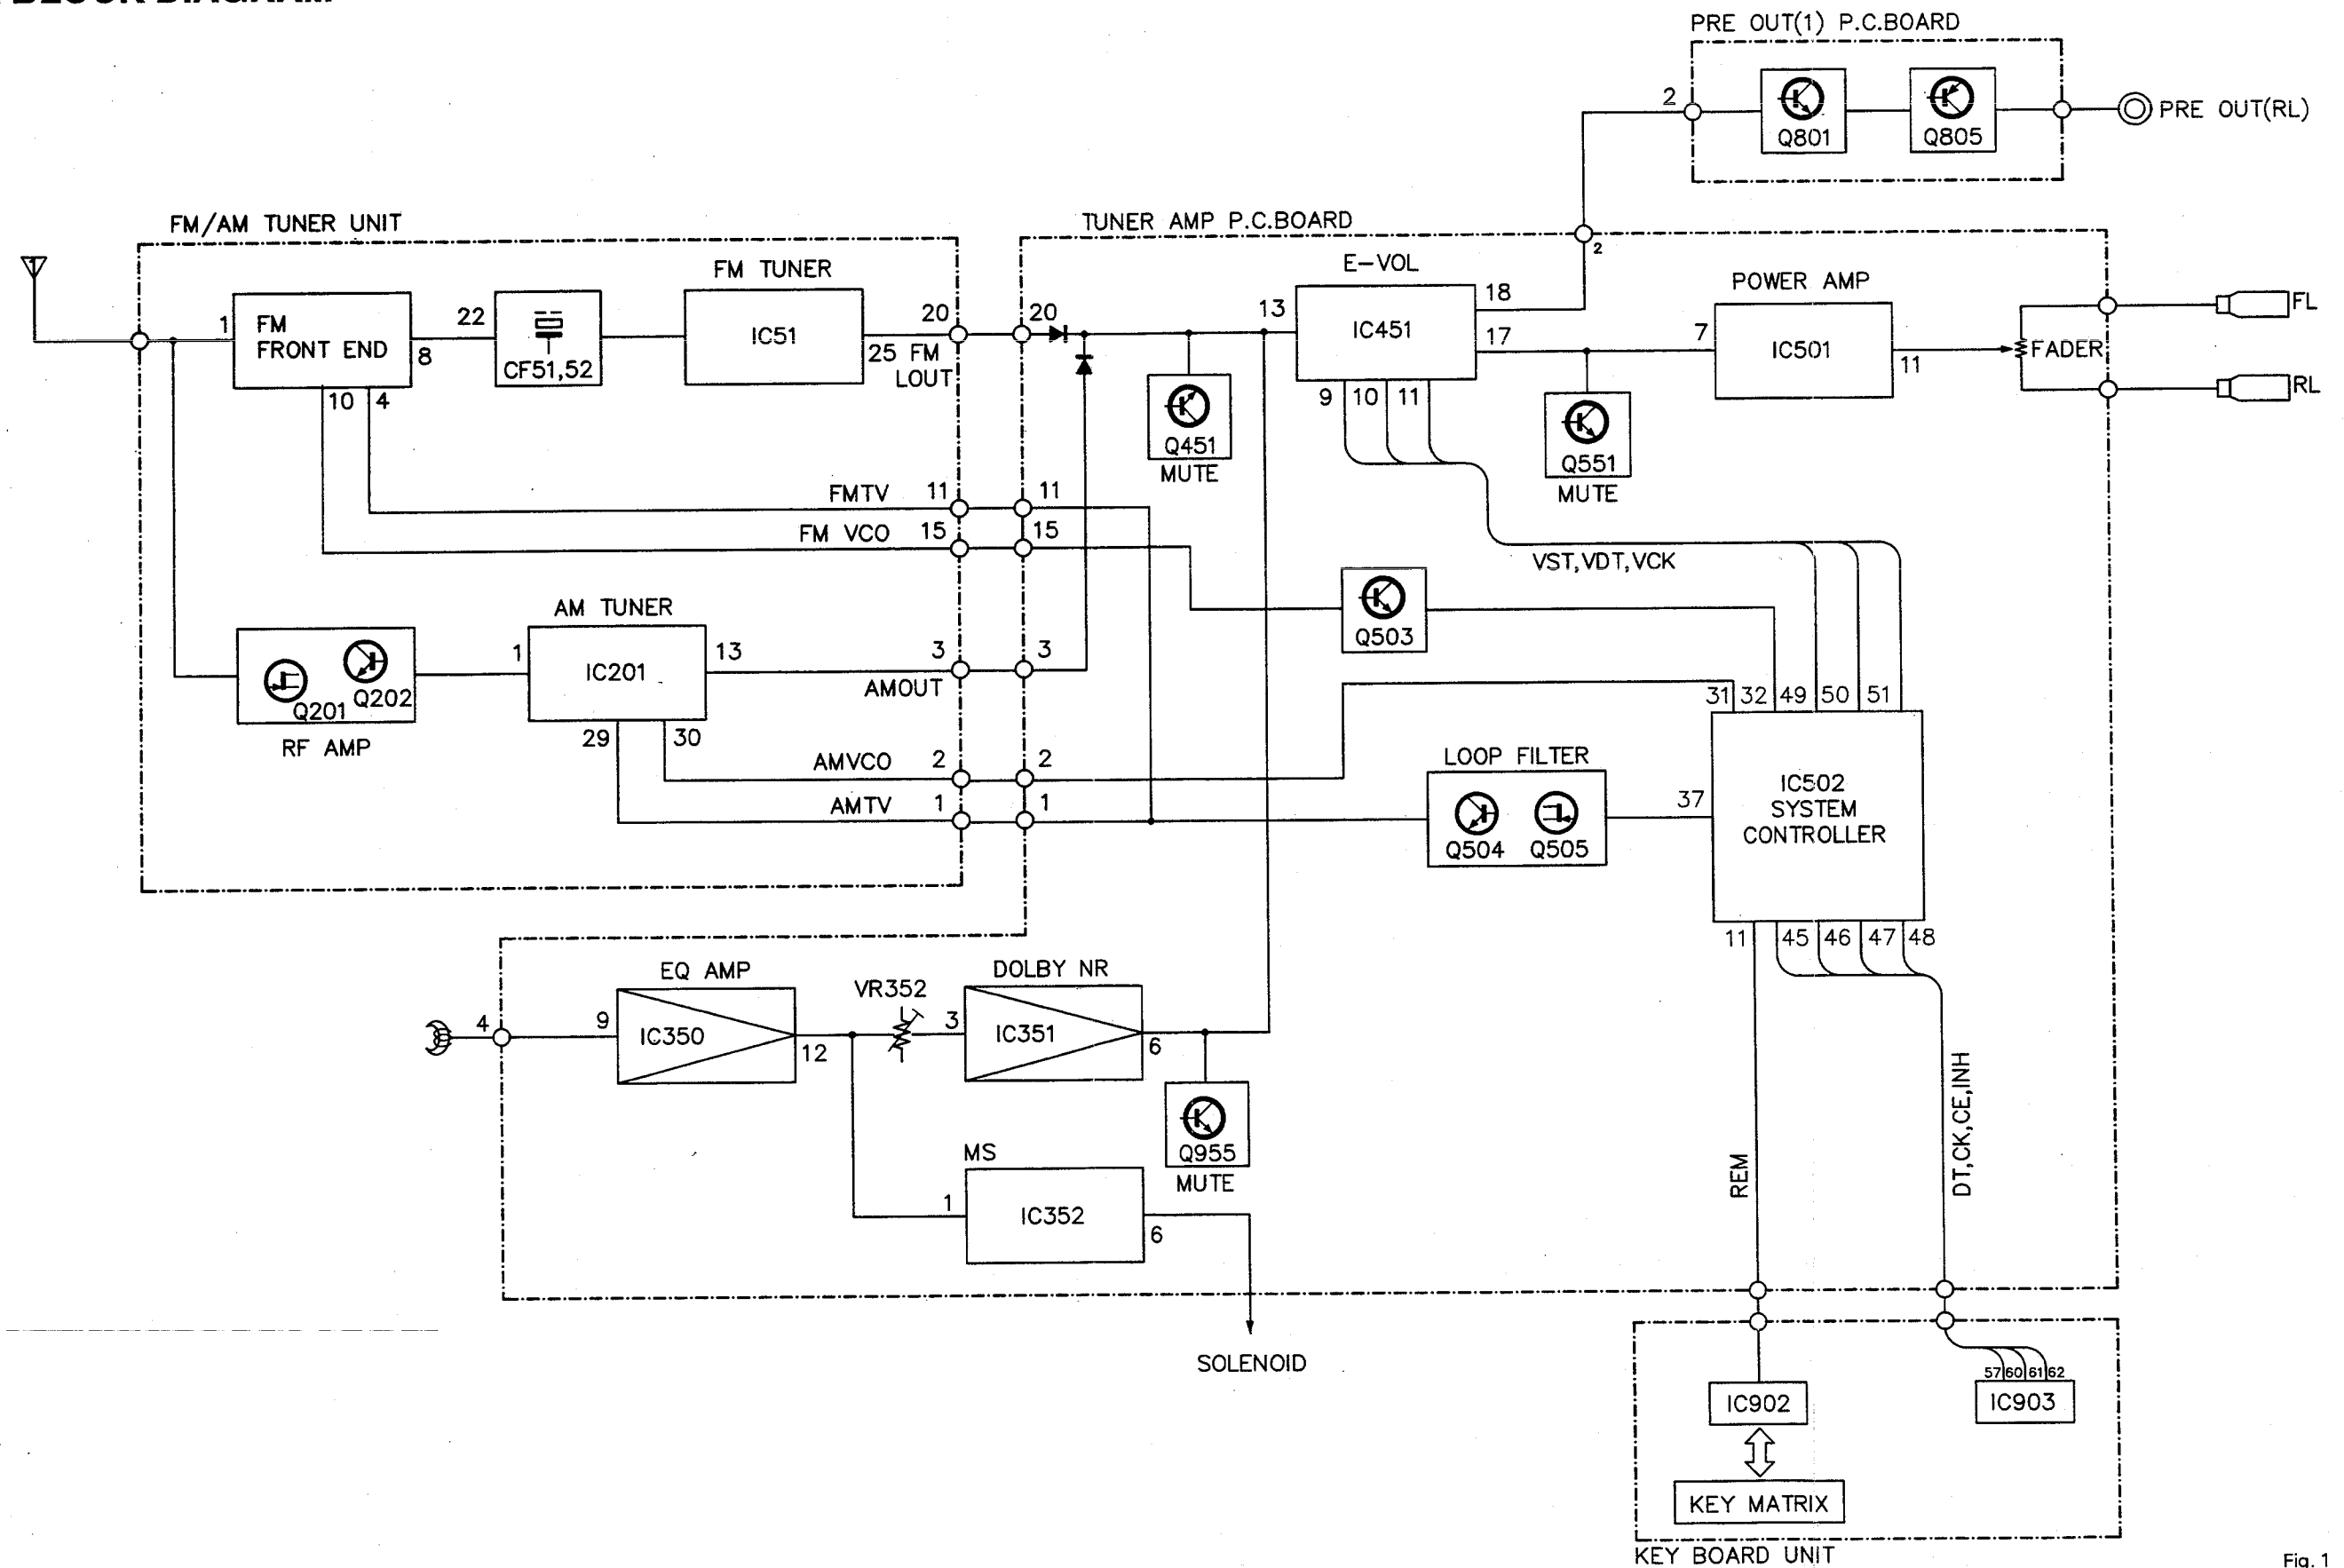 BLOCK DIAGRAM
PRE OUT(1) P.C.BOARD
2
Q801
Q805
PRE OUT(RL)
FM/AM TUNER UNIT
1
FM
FRONT END
8
10
4
22
CF51,52
FM TUNER
IC51
20
25 FM
LOUT
FMTV
11
FM VCO
15
Q201
Q202
RF AMP
1
AM TUNER
IC201
13
29
30
3
AMOUT
AMVCO
2
AMTV
1
TUNER AMP P.C.BOARD
2
20
11
15
3
2
1
Q451
MUTE
13
E-VOL
IC451
18
17
9
10
11
Q551
MUTE
7
POWER AMP
IC501
11
FADER
FL
RL
VST,VDT,VCK
Q503
31
32
49
50
51
LOOP FILTER
Q504
Q505
37
IC502
SYSTEM
CONTROLLER
11
45
46
47
48
4
9
EQ AMP
IC350
12
VR352
3
DOLBY NR
IC351
6
Q955
MUTE
MS
1
IC352
6
SOLENOID
REM
DT,CK,CE,INH
57
60
61
62
IC902
IC903
KEY MATRIX
KEY BOARD UNIT
Fig. 1